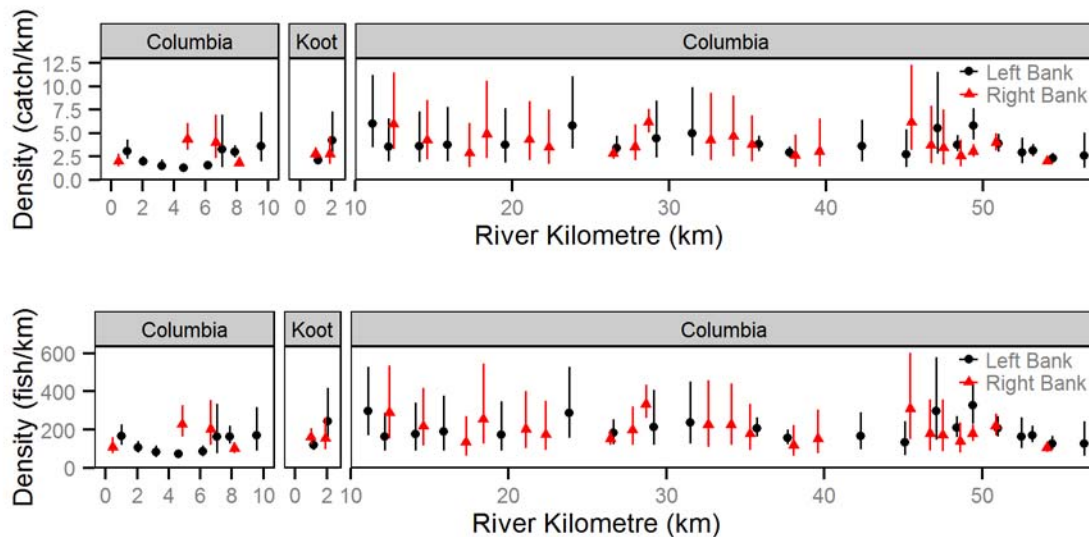 Columbia Koot Columbia
Density (catch/km)
12.5
10.0
7.5
5.0
2.5
0.0
Left Bank
Right Bank
0 2 4 6 8 10 0 2 10 20 30 40 50
River Kilometre (km)
Columbia Koot Columbia
Density (fish/km)
600
400
200
0
Left Bank
Right Bank
0 2 4 6 8 10 0 2 10 20 30 40 50
River Kilometre (km)